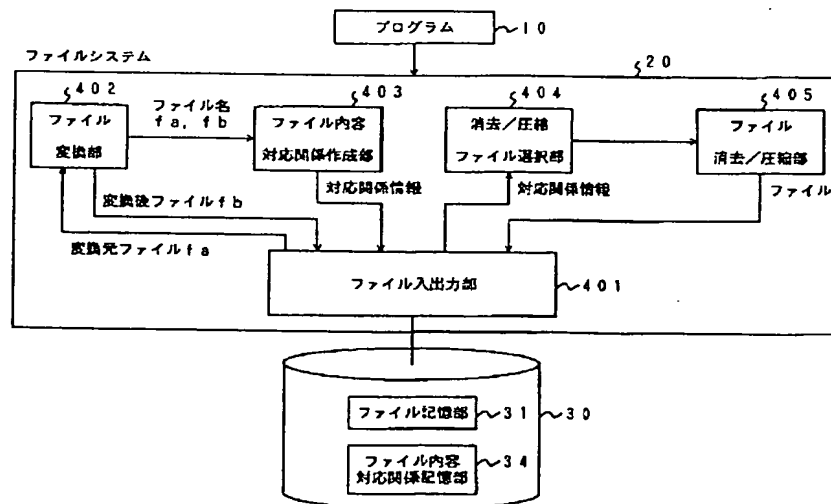 プログラム
10
ファイルシステム
20
402
ファイル
変換部
ファイル名
fa, fb
403
ファイル内容
対応関係作成部
404
消去／圧縮
ファイル選択部
405
ファイル
消去／圧縮部
変換後ファイルfb
変換元ファイルfa
対応関係情報
対応関係情報
ファイル
ファイル入出力部
401
ファイル記憶部
31
30
ファイル内容
対応関係記憶部
34